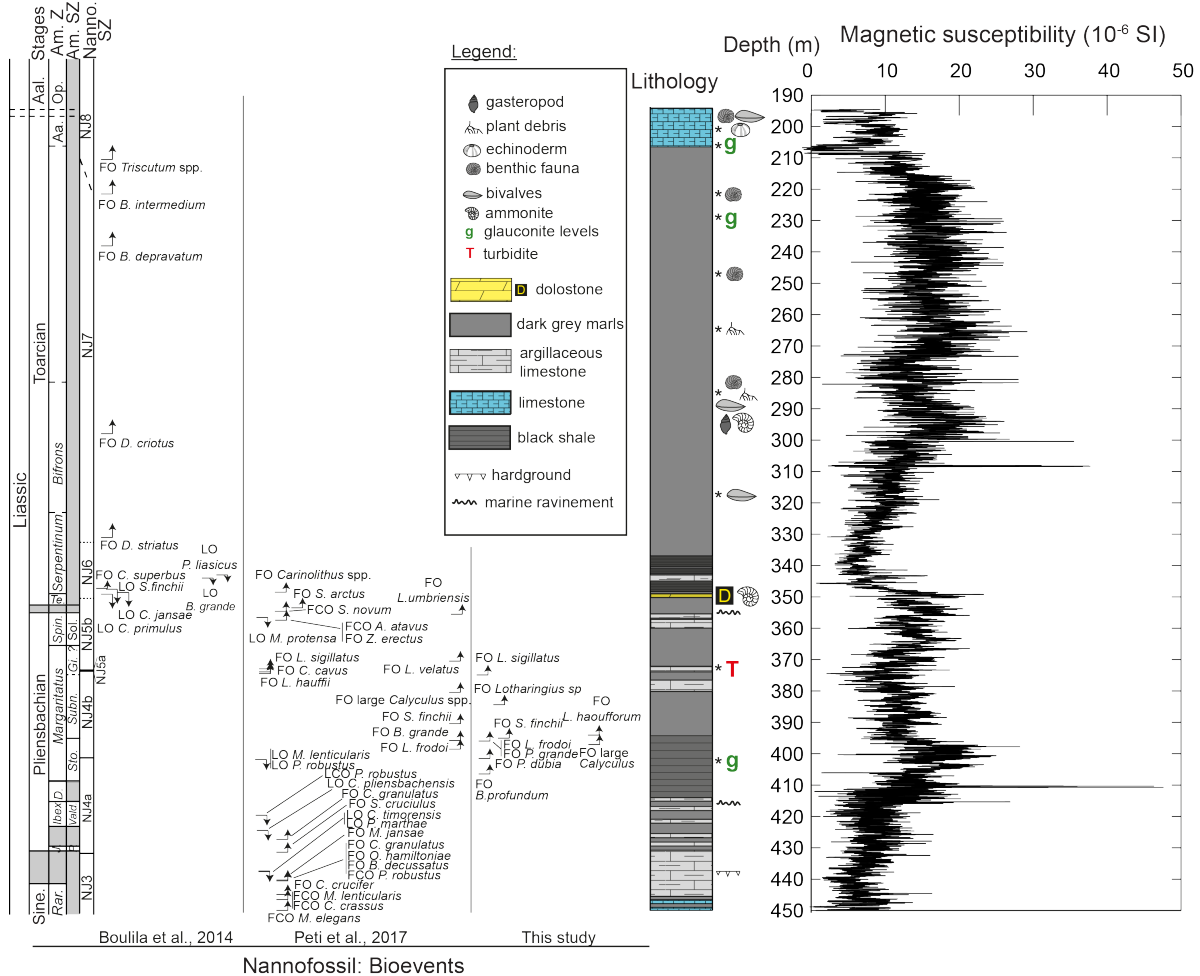 Stages
Am. Z
Am. SZ
Nanno. SZ
Aal.
Toarcian
Pliensbachian
Sine.
Liassic
Op.
Aa.
Bifrons
Serpentinum
Te
Spin.
Margaritatus
D
Ibex
J
Rar.
Sol.
?
Gi.
Subn.
Sto.
Vald
B
NJ8
NJ7
NJ6
NJ5b
NJ5a
NJ4b
NJ4a
NJ3
FO Triscutum spp.
FO B. intermedium
FO B. depravatum
FO D. criotus
FO D. striatus
LO
P. liasicus
FO C. superbus
LO S.finchii
LO
B. grande
LO C. jansae
LO C. primulus
FO Carinolithus spp.
FO S. arctus
FO
L.umbriensis
FCO S. novum
FCO A. atavus
LO M. protensa
FO Z. erectus
FO L. sigillatus
FO C. cavus
FO L. hauffii
FO L. velatus
FO large Calyculus spp.
FO S. finchii
FO B. grande
FO L. frodoi
LO M. lenticularis
LO P. robustus
LCO P. robustus
LO C. pliensbachensis
FO C. granulatus
FO S. cruciulus
LO C. timorensis
LO P. marthae
FO M. jansae
FO C. granulatus
FO O. hamiltoniae
FO B. decussatus
FCO P. robustus
FO C. crucifer
FCO M. lenticularis
FCO C. crassus
FCO M. elegans
FO L. sigillatus
FO Lotharingius sp
FO
L. haoufforum
FO S. finchii
FO L. frodoi
FO P. grande
FO large
Calyculus
FO P. dubia
FO
B.profundum
Boulila et al., 2014
Peti et al., 2017
This study
Nannofossil: Bioevents
Legend:
gasteropod
plant debris
echinoderm
benthic fauna
bivalves
ammonite
g glauconite levels
T turbidite
D dolostone
dark grey marls
argillaceous
limestone
limestone
black shale
hardground
marine ravinement
Lithology
* 
* g
*
* g
*
*
*
*
D
* T
* g
Depth (m)
Magnetic susceptibility (10-6 SI)
0 10 20 30 40 50
190
200
210
220
230
240
250
260
270
280
290
300
310
320
330
340
350
360
370
380
390
400
410
420
430
440
450